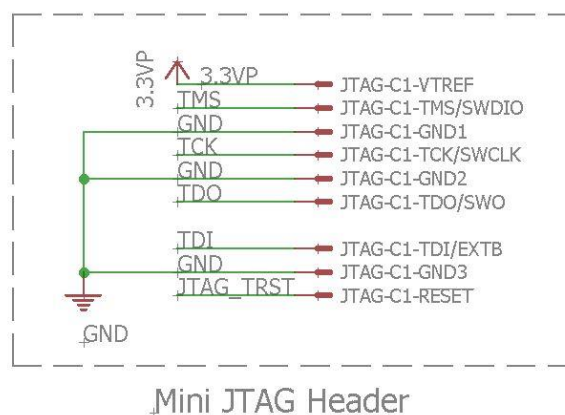 3.3VP
3.3VP JTAG-C1-VTREF
TMS JTAG-C1-TMS/SWDIO
GND JTAG-C1-GND1
TCK JTAG-C1-TCK/SWCLK
GND JTAG-C1-GND2
TDO JTAG-C1-TDO/SWO
TDI JTAG-C1-TDI/EXTB
GND JTAG-C1-GND3
JTAG_TRST JTAG-C1-RESET
GND
Mini JTAG Header